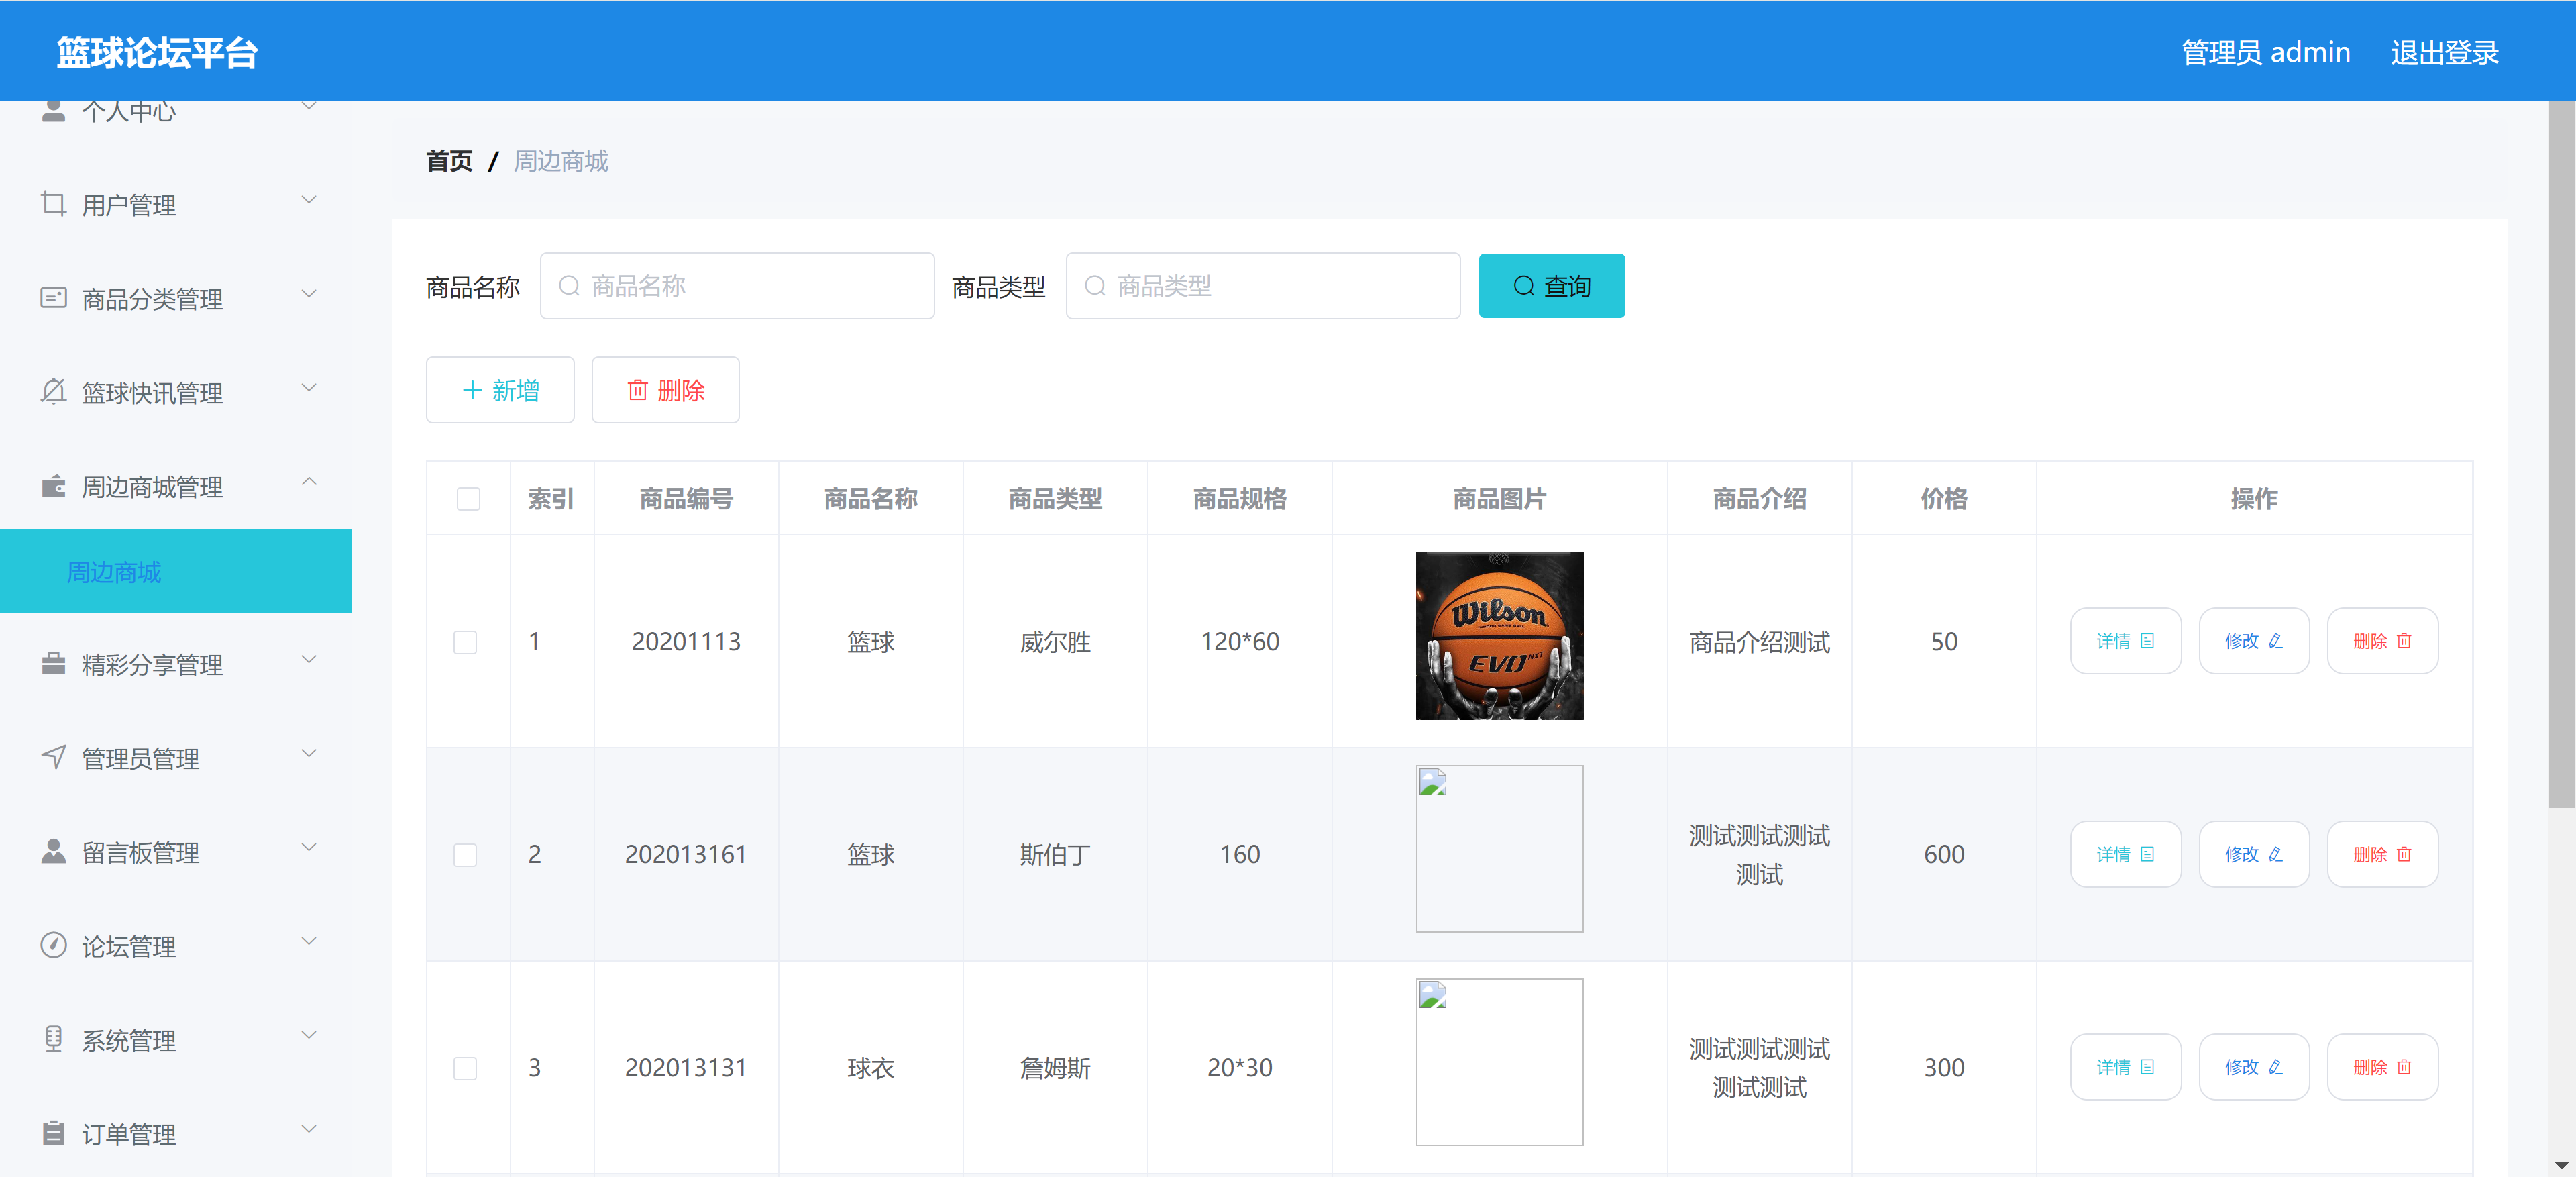 篮球论坛平台
管理员 admin 退出登录
个人中心
用户管理
商品分类管理
篮球快讯管理
周边商城管理
周边商城
精彩分享管理
管理员管理
留言板管理
论坛管理
系统管理
订单管理
首页 / 周边商城
商品名称 商品名称 商品类型 商品类型 查询
新增 删除
索引 商品编号 商品名称 商品类型 商品规格 商品图片 商品介绍 价格 操作
1 20201113 篮球 威尔胜 120*60 商品介绍测试 50 详情 修改 删除
Wilson
EVO NXT
2 202013161 篮球 斯伯丁 160 测试测试测试 600 详情 修改 删除
测试
3 202013131 球衣 詹姆斯 20*30 测试测试测试 300 详情 修改 删除
测试测试